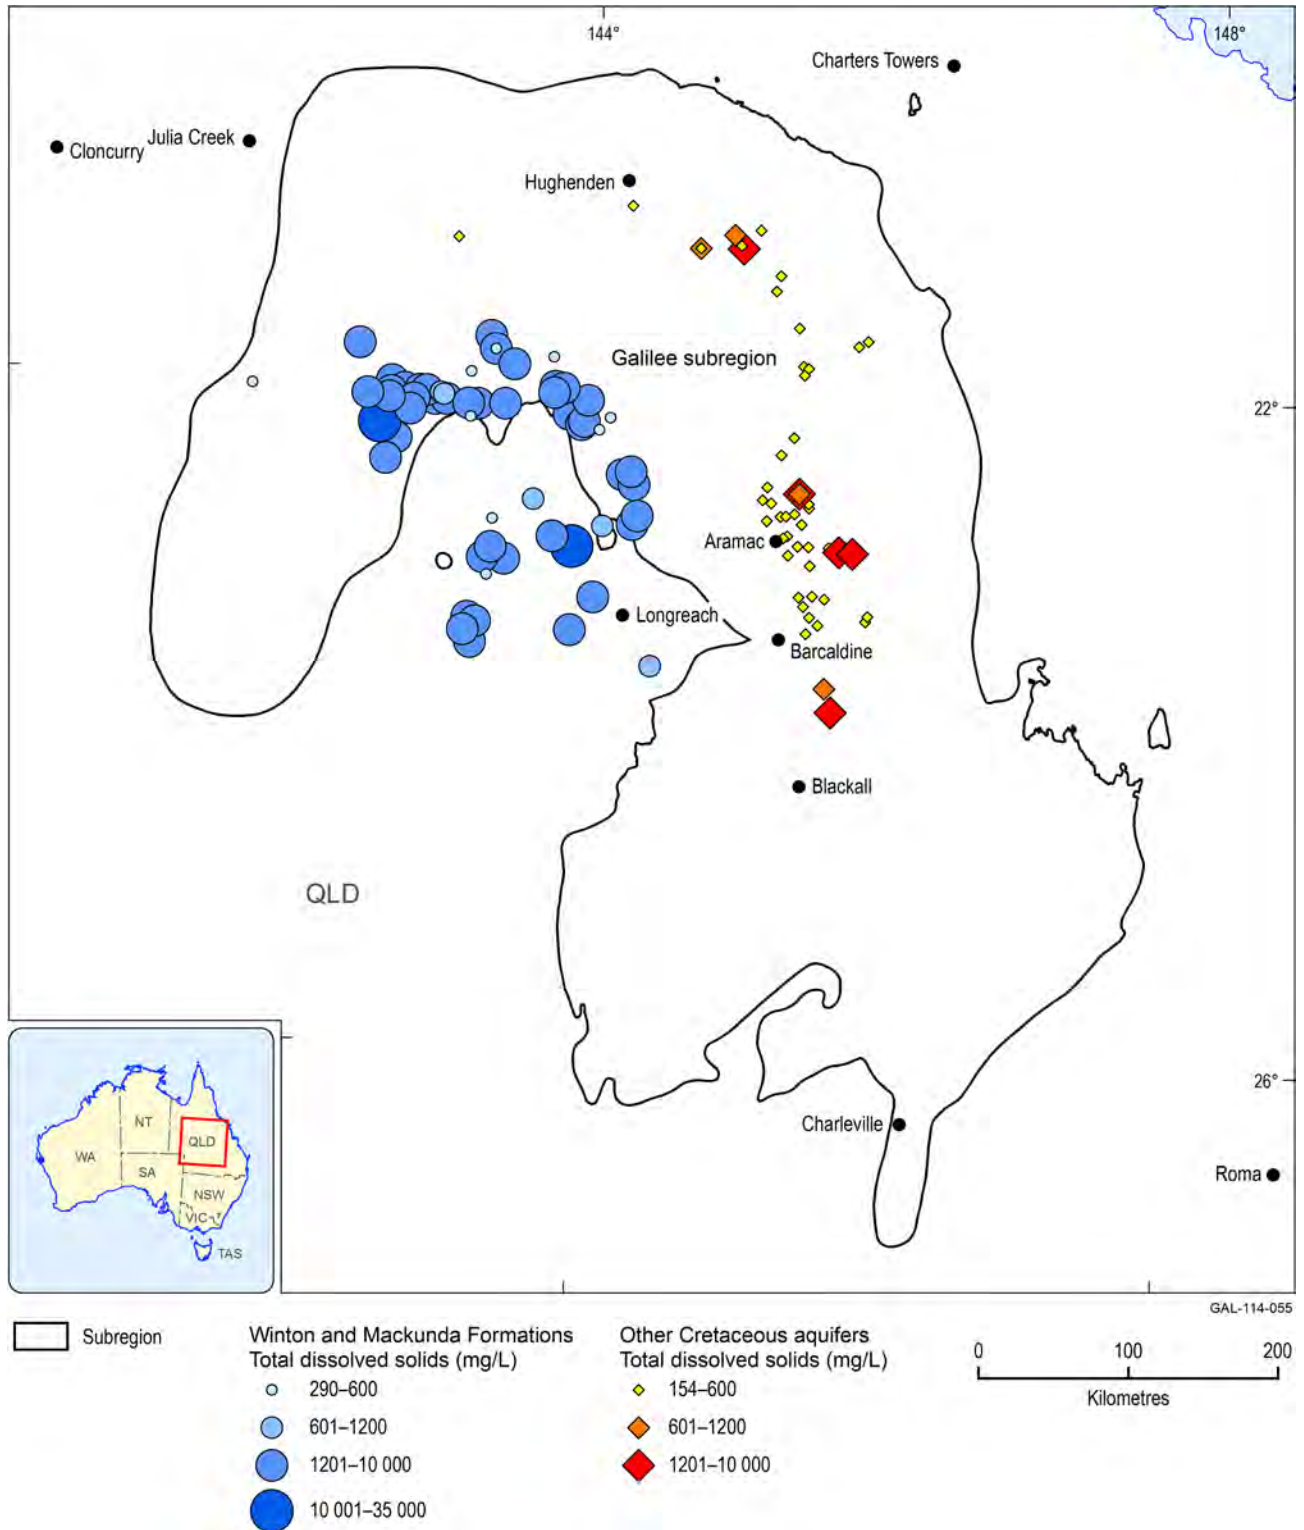 144°
148°
Charters Towers
Julia Creek
Cloncurry
Hughenden
Galilee subregion
22°
Aramac
Longreach
Barcaldine
Blackall
QLD
26°
Charleville
Roma
NT
QLD
WA
SA
NSW
VIC
TAS
GAL-114-055
Subregion
Winton and Mackunda Formations
Total dissolved solids (mg/L)
290–600
601–1200
1201–10 000
10 001–35 000
Other Cretaceous aquifers
Total dissolved solids (mg/L)
154–600
601–1200
1201–10 000
0 100 200
Kilometres